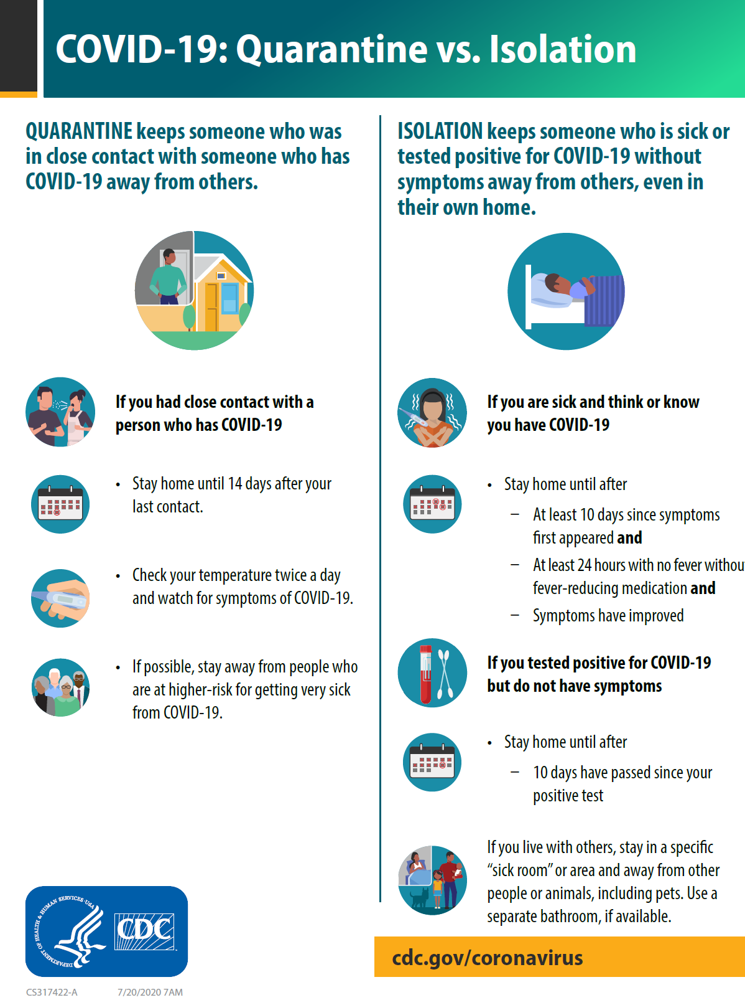 COVID-19: Quarantine vs. Isolation
QUARANTINE keeps someone who was
in close contact with someone who has
COVID-19 away from others.
If you had close contact with a
person who has COVID-19
• Stay home until 14 days after your
last contact.
• Check your temperature twice a day
and watch for symptoms of COVID-19.
• If possible, stay away from people who
are at higher-risk for getting very sick
from COVID-19.
ISOLATION keeps someone who is sick or
tested positive for COVID-19 without
symptoms away from others, even in
their own home.
If you are sick and think or know
you have COVID-19
• Stay home until after
– At least 10 days since symptoms
first appeared and
– At least 24 hours with no fever withou
fever-reducing medication and
– Symptoms have improved
If you tested positive for COVID-19
but do not have symptoms
• Stay home until after
– 10 days have passed since your
positive test
If you live with others, stay in a specific
“sick room” or area and away from other
people or animals, including pets. Use a
separate bathroom, if available.
DEPARTMENT OF HEALTH & HUMAN SERVICES·USA
CDC
cdc.gov/coronavirus
CS317422-A 7/20/2020 7AM